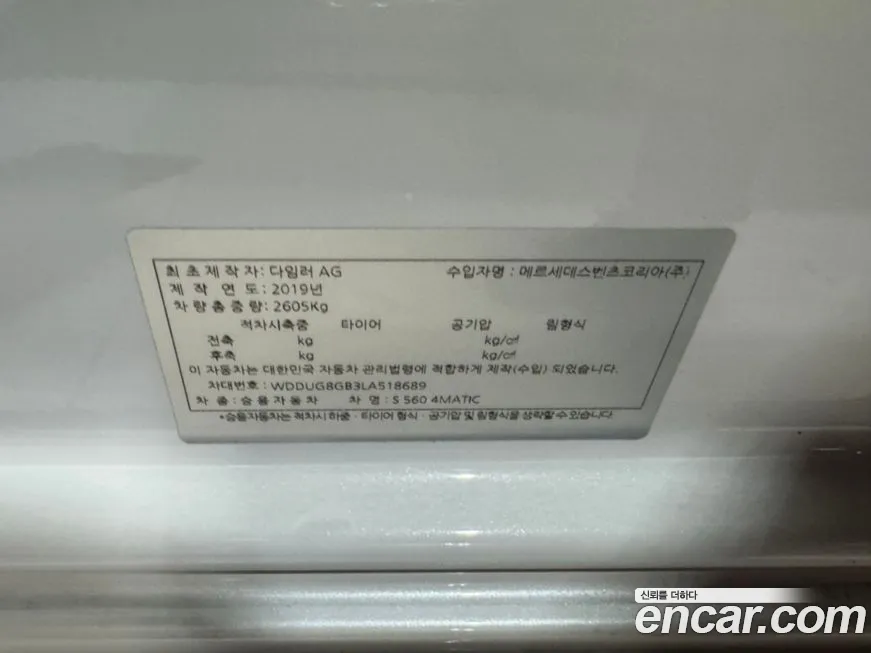 최 초 제 작 자 : 다임러 AG 수입자명 : 메르세데스벤츠코리아(주)
제 작 연 도 : 2019년
차 량 총 중 량 : 2605Kg
적차시축중 타이어 공기압 림형식
전축 kg kg/㎠
후축 kg kg/㎠
이 자동차는 대한민국 자동차 관리법령에 적합하게 제작(수입) 되었습니다.
차대번호 : WDDUG8GB3LA518689
차 종 : 승용자동차 차 명 : S 560 4MATIC
*승용자동차는 적차시 하중 · 타이어 형식 · 공기압 및 림형식을 생략할 수 있습니다.
신뢰를 더하다
encar.com